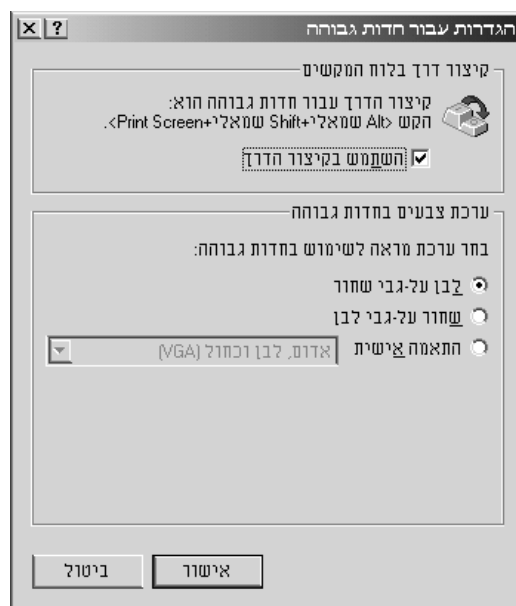 הגדרות עבור חדות גבוהה
קיצור דרך בלוח המקשים
קיצור הדרך עבור חדות גבוהה הוא:
הקש <Alt שמאלי+Shift שמאלי+Print Screen>.
השתמש בקיצור הדרך
ערכת צבעים בחדות גבוהה
בחר ערכת מראה לשימוש בחדות גבוהה:
לבן על-גבי שחור
שחור על-גבי לבן
התאמה אישית
אדום, לבן וכחול (VGA)
אישור
ביטול